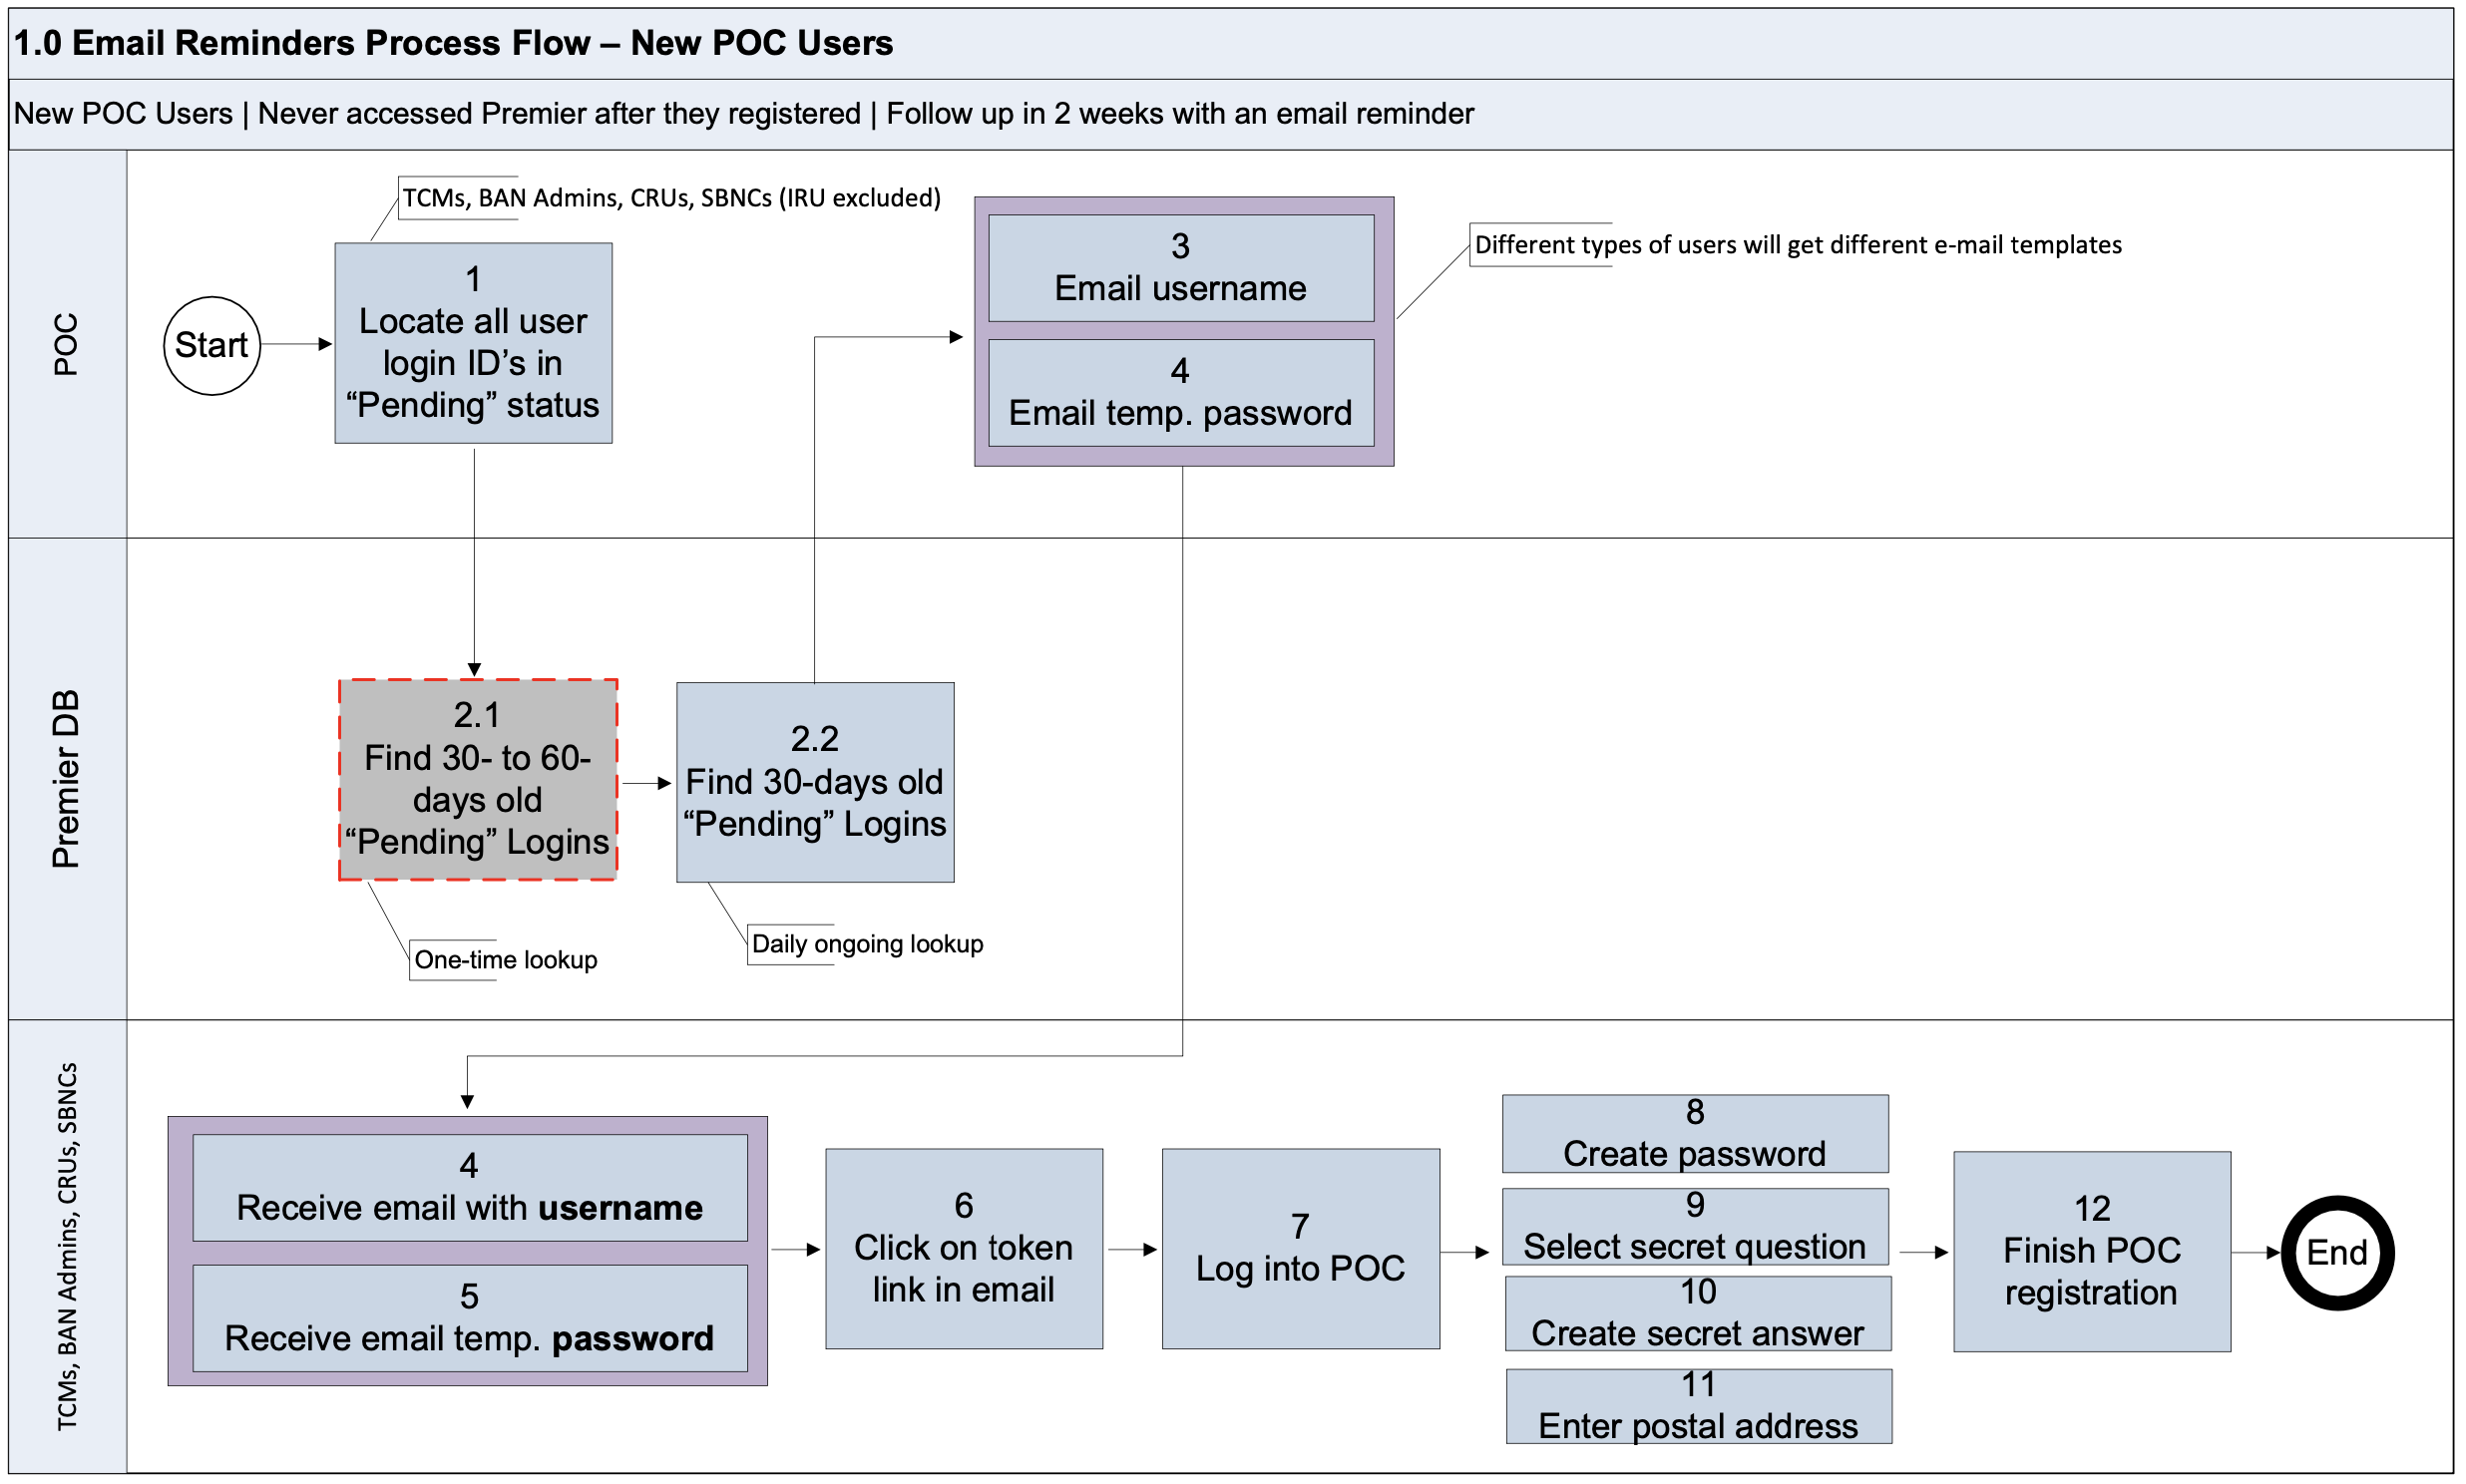 1.0 Email Reminders Process Flow – New POC Users
New POC Users | Never accessed Premier after they registered | Follow up in 2 weeks with an email reminder
POC
Start
TCMs, BAN Admins, CRUs, SBNCs (IRU excluded)
1
Locate all user
login ID’s in
“Pending” status
3
Email username
4
Email temp. password
Different types of users will get different e-mail templates
Premier DB
2.1
Find 30- to 60-
days old
“Pending” Logins
One-time lookup
2.2
Find 30-days old
“Pending” Logins
Daily ongoing lookup
TCMs, BAN Admins, CRUs, SBNCs
4
Receive email with username
5
Receive email temp. password
6
Click on token
link in email
7
Log into POC
8
Create password
9
Select secret question
10
Create secret answer
11
Enter postal address
12
Finish POC
registration
End